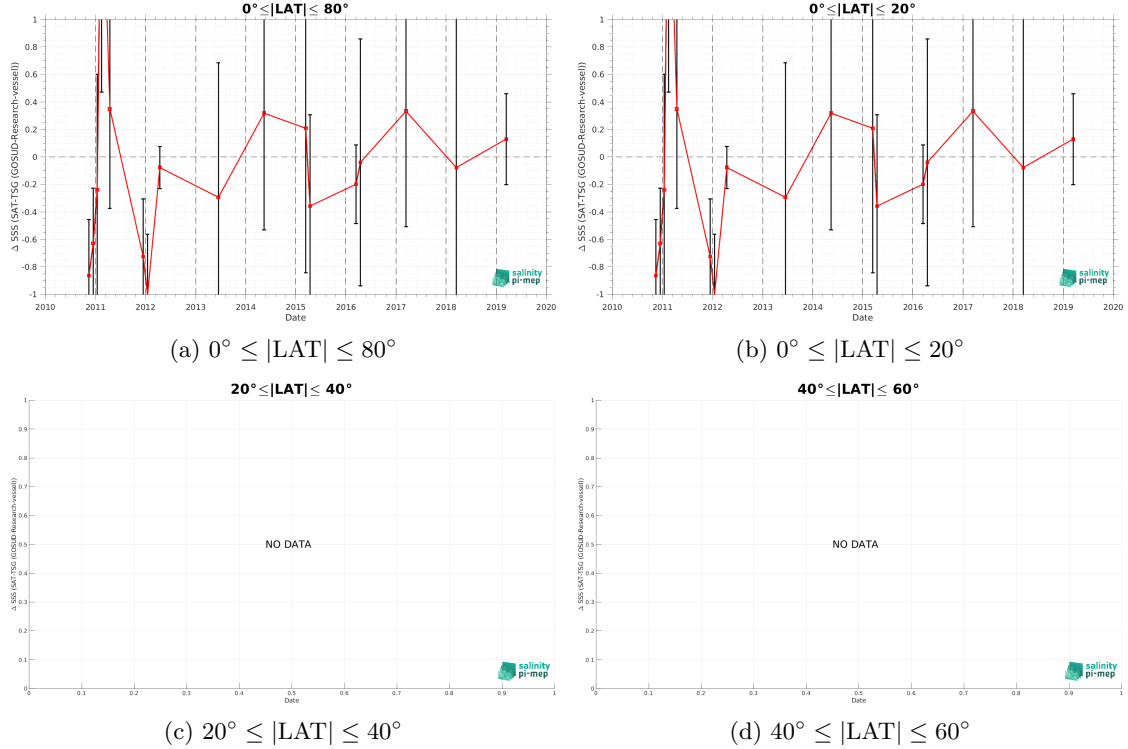 0°≤|LAT|≤ 80°
Δ SSS (SAT-TSG (GOSUD-Research-vessel))
1
0.8
0.6
0.4
0.2
0
-0.2
-0.4
-0.6
-0.8
-1
2010 2011 2012 2013 2014 2015 2016 2017 2018 2019 2020
Date
salinity
pi-mep
(a) 0° ≤ |LAT| ≤ 80°
0°≤|LAT|≤ 20°
Δ SSS (SAT-TSG (GOSUD-Research-vessel))
1
0.8
0.6
0.4
0.2
0
-0.2
-0.4
-0.6
-0.8
-1
2010 2011 2012 2013 2014 2015 2016 2017 2018 2019 2020
Date
salinity
pi-mep
(b) 0° ≤ |LAT| ≤ 20°
20°≤|LAT|≤ 40°
Δ SSS (SAT-TSG (GOSUD-Research-vessel))
1
0.9
0.8
0.7
0.6
0.5
0.4
0.3
0.2
0.1
0
NO DATA
0 0.1 0.2 0.3 0.4 0.5 0.6 0.7 0.8 0.9 1
Date
salinity
pi-mep
(c) 20° ≤ |LAT| ≤ 40°
40°≤|LAT|≤ 60°
Δ SSS (SAT-TSG (GOSUD-Research-vessel))
1
0.9
0.8
0.7
0.6
0.5
0.4
0.3
0.2
0.1
0
NO DATA
0 0.1 0.2 0.3 0.4 0.5 0.6 0.7 0.8 0.9 1
Date
salinity
pi-mep
(d) 40° ≤ |LAT| ≤ 60°